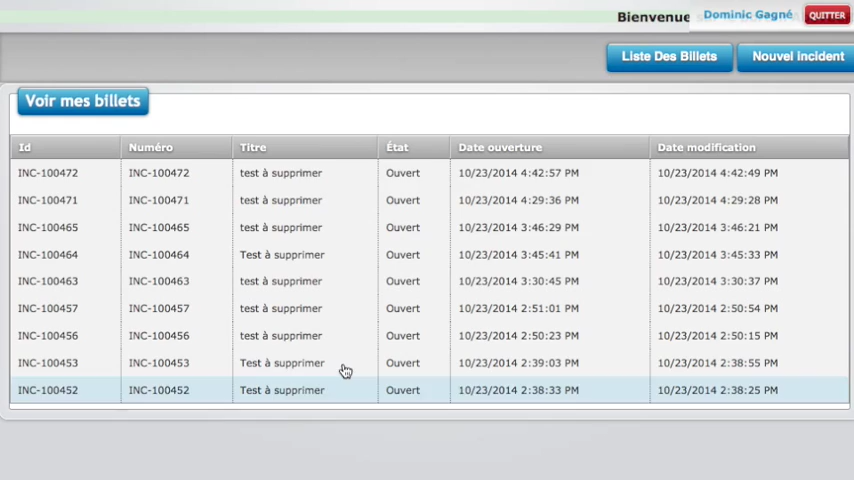 Bienvenue Dominic Gagné QUITTER
Liste Des Billets Nouvel incident
Voir mes billets
Id Numéro Titre État Date ouverture Date modification
INC-100472 INC-100472 test à supprimer Ouvert 10/23/2014 4:42:57 PM 10/23/2014 4:42:49 PM
INC-100471 INC-100471 test à supprimer Ouvert 10/23/2014 4:29:36 PM 10/23/2014 4:29:28 PM
INC-100465 INC-100465 test à supprimer Ouvert 10/23/2014 3:46:29 PM 10/23/2014 3:46:21 PM
INC-100464 INC-100464 Test à supprimer Ouvert 10/23/2014 3:45:41 PM 10/23/2014 3:45:33 PM
INC-100463 INC-100463 test à supprimer Ouvert 10/23/2014 3:30:45 PM 10/23/2014 3:30:37 PM
INC-100457 INC-100457 test à supprimer Ouvert 10/23/2014 2:51:01 PM 10/23/2014 2:50:54 PM
INC-100456 INC-100456 test à supprimer Ouvert 10/23/2014 2:50:23 PM 10/23/2014 2:50:15 PM
INC-100453 INC-100453 Test à supprimer Ouvert 10/23/2014 2:39:03 PM 10/23/2014 2:38:55 PM
INC-100452 INC-100452 Test à supprimer Ouvert 10/23/2014 2:38:33 PM 10/23/2014 2:38:25 PM